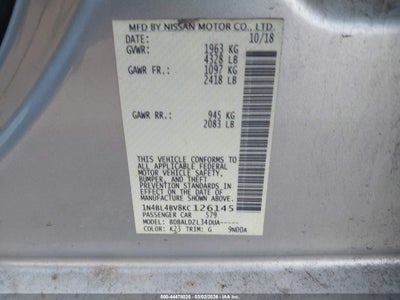 MFD BY NISSAN MOTOR CO., LTD.
DATE: 10/18
GVWR: 1963 KG
4328 LB
GAWR FR.: 1097 KG
2418 LB
GAWR RR.: 945 KG
2083 LB
THIS VEHICLE CONFORMS TO ALL
APPLICABLE FEDERAL MOTOR
VEHICLE SAFETY,
BUMPER, AND THEFT
PREVENTION STANDARDS
IN EFFECT ON THE DATE OF
MANUFACTURE SHOWN ABOVE.
1N4BL4BV8KC126145
PASSENGER CAR 579
MODEL: BDBALDZL34DUA-----
COLOR: K23 TRIM: G 9N00A
© IAA
ID: 44478020 - 03/02/2026 - IAAI.com